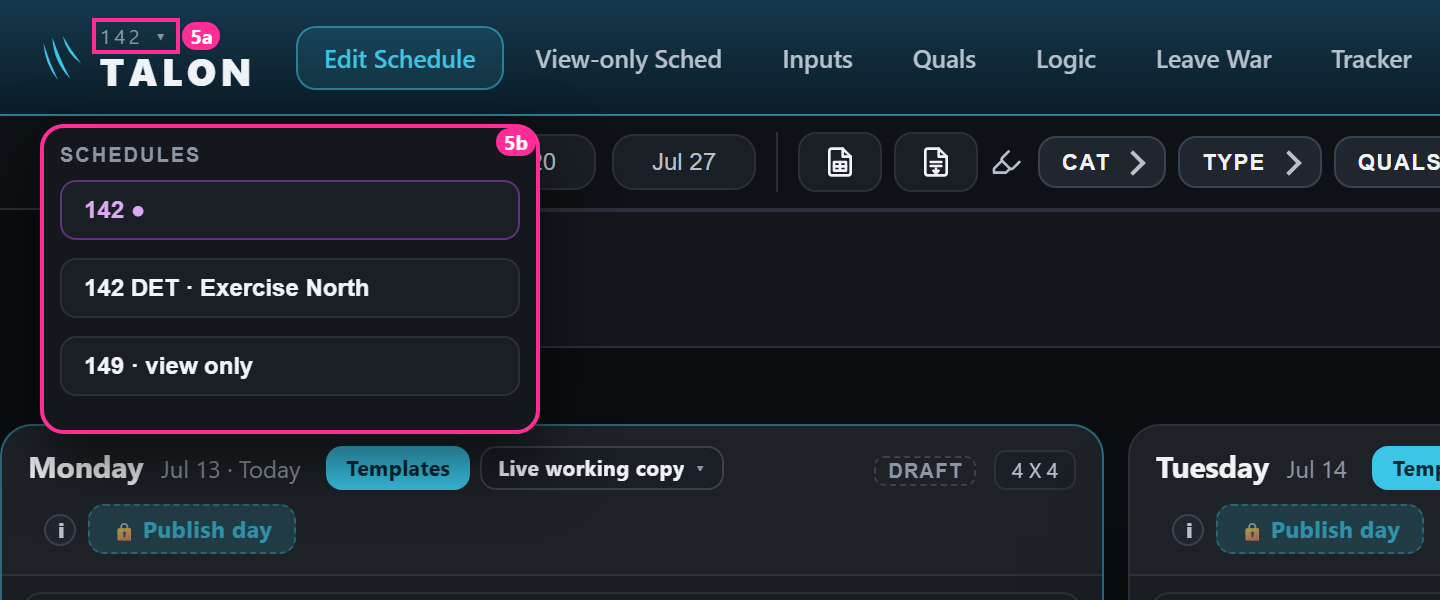 142 ▾ 5a
TALON
Edit Schedule
View-only Sched
Inputs
Quals
Logic
Leave War
Tracker
SCHEDULES 5b
142 ●
142 DET · Exercise North
149 · view only
20
Jul 27
CAT
TYPE
QUALS
Monday Jul 13 · Today Templates Live working copy ▾ DRAFT 4 X 4
i 🔒 Publish day
Tuesday Jul 14 Temp
i 🔒 Publish day